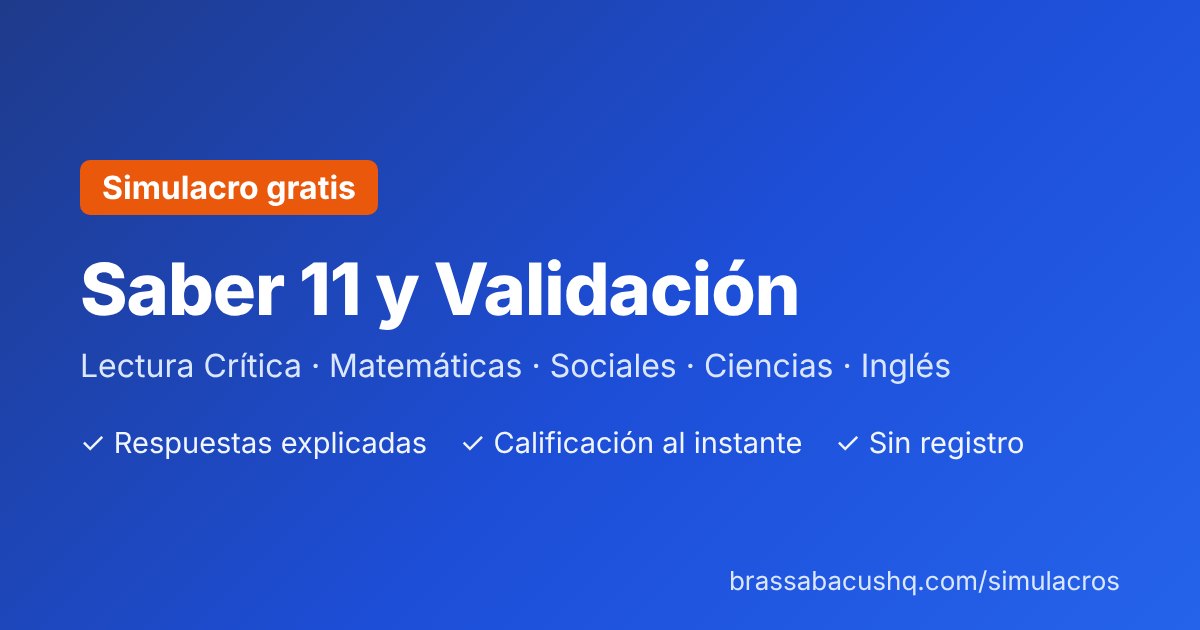 Simulacro gratis
Saber 11 y Validación
Lectura Crítica · Matemáticas · Sociales · Ciencias · Inglés
✓ Respuestas explicadas ✓ Calificación al instante ✓ Sin registro
brassabacushq.com/simulacros